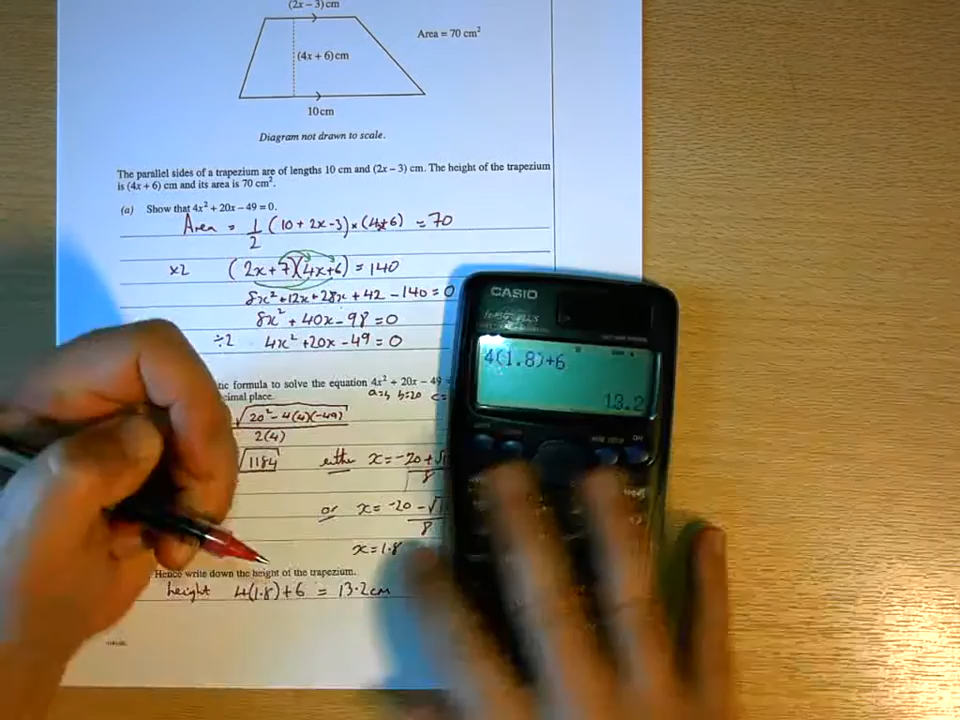 (2x − 3) cm
Area = 70 cm²
(4x + 6) cm
10 cm
Diagram not drawn to scale.
The parallel sides of a trapezium are of lengths 10 cm and (2x − 3) cm. The height of the trapezium
is (4x + 6) cm and its area is 70 cm².
(a) Show that 4x² + 20x − 49 = 0.
Area = 1/2 (10 + 2x − 3) × (4x + 6) = 70
×2 (2x + 7)(4x + 6) = 140
8x² + 12x + 28x + 42 − 140 = 0
8x² + 40x − 98 = 0
÷2 4x² + 20x − 49 = 0
formula to solve the equation 4x² + 20x − 49
place. b=20 c=
√20² − 4(4)(−49)
2(4)
√1184 either x = −20 + √
8
or x = −20 − √
8
x = 1.8
Hence write down the height of the trapezium.
height 4(1.8) + 6 = 13.2cm
CASIO
4(1.8)+6
13.2
ON